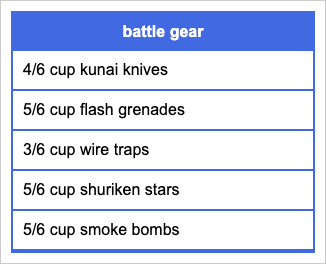 battle gear
4/6 cup kunai knives
5/6 cup flash grenades
3/6 cup wire traps
5/6 cup shuriken stars
5/6 cup smoke bombs